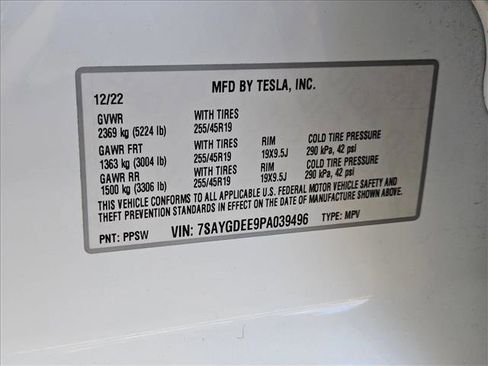 MFD BY TESLA, INC.
12/22
GVWR WITH TIRES
2369 kg (5224 lb) 255/45R19
GAWR FRT WITH TIRES RIM COLD TIRE PRESSURE
1363 kg (3004 lb) 255/45R19 19X9.5J 290 kPa, 42 psi
GAWR RR WITH TIRES RIM COLD TIRE PRESSURE
1500 kg (3306 lb) 255/45R19 19X9.5J 290 kPa, 42 psi
THIS VEHICLE CONFORMS TO ALL APPLICABLE U.S. FEDERAL MOTOR VEHICLE SAFETY AND
THEFT PREVENTION STANDARDS IN EFFECT ON THE DATE OF MANUFACTURE SHOWN ABOVE.
PNT: PPSW VIN: 7SAYGDEE9PA039496 TYPE: MPV